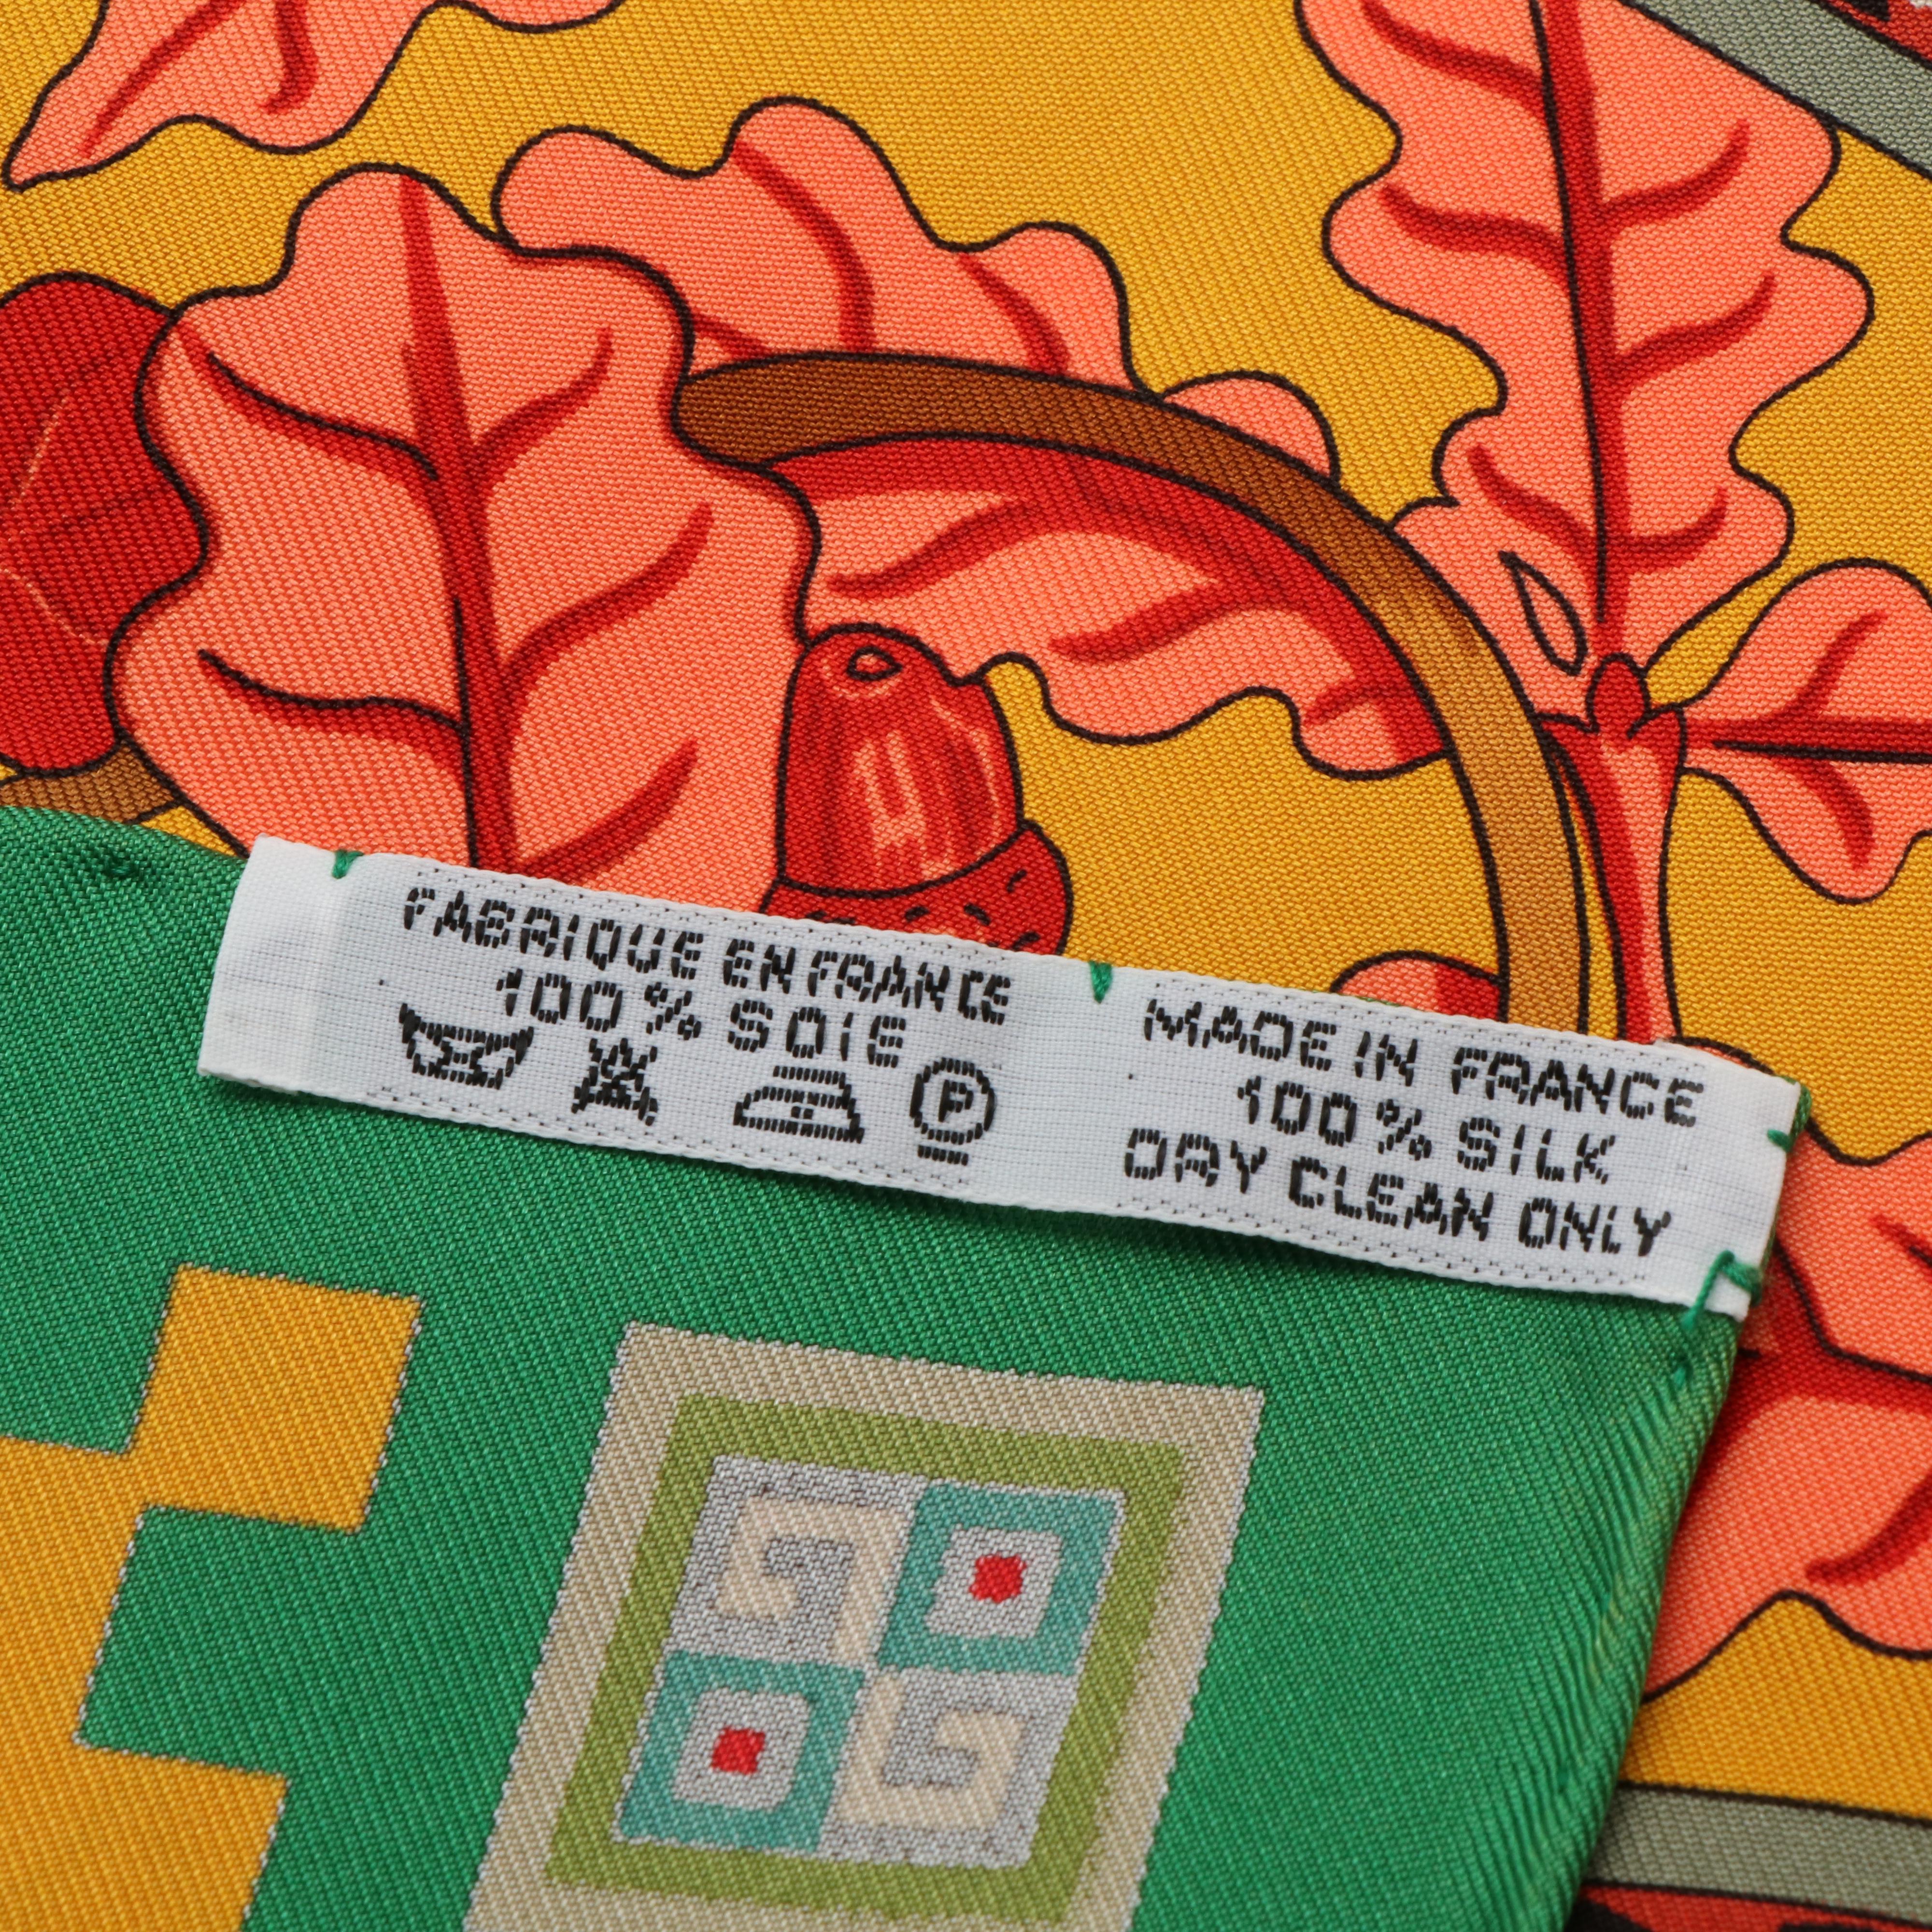 FABRIQUE EN FRANCE
100% SOIE
P
MADE IN FRANCE
100% SILK
DRY CLEAN ONLY